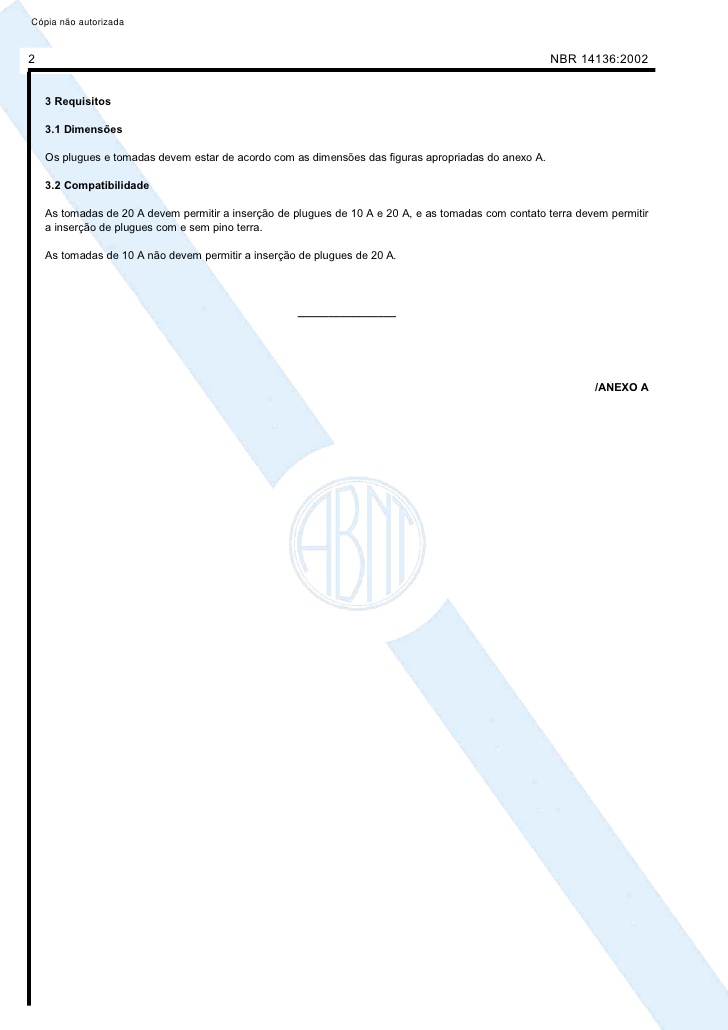 Cópia não autorizada
2
NBR 14136:2002
3 Requisitos
3.1 Dimensões
Os plugues e tomadas devem estar de acordo com as dimensões das figuras apropriadas do anexo A.
3.2 Compatibilidade
As tomadas de 20 A devem permitir a inserção de plugues de 10 A e 20 A, e as tomadas com contato terra devem permitir
a inserção de plugues com e sem pino terra.
As tomadas de 10 A não devem permitir a inserção de plugues de 20 A.
/ANEXO A
ABNT